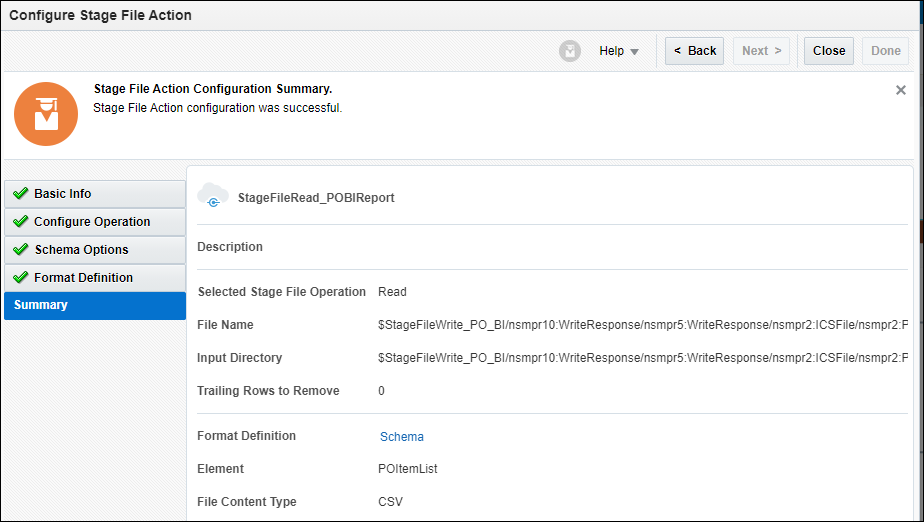 Configure Stage File Action
Help
< Back
Next >
Close
Done
Stage File Action Configuration Summary.
Stage File Action configuration was successful.
Basic Info
Configure Operation
Schema Options
Format Definition
Summary
StageFileRead_POBIReport
Description
Selected Stage File Operation Read
File Name $StageFileWrite_PO_BI/nsmpr10:WriteResponse/nsmpr5:WriteResponse/nsmpr2:ICSFile/nsmpr2:P
Input Directory $StageFileWrite_PO_BI/nsmpr10:WriteResponse/nsmpr5:WriteResponse/nsmpr2:ICSFile/nsmpr2:P
Trailing Rows to Remove 0
Format Definition Schema
Element POItemList
File Content Type CSV